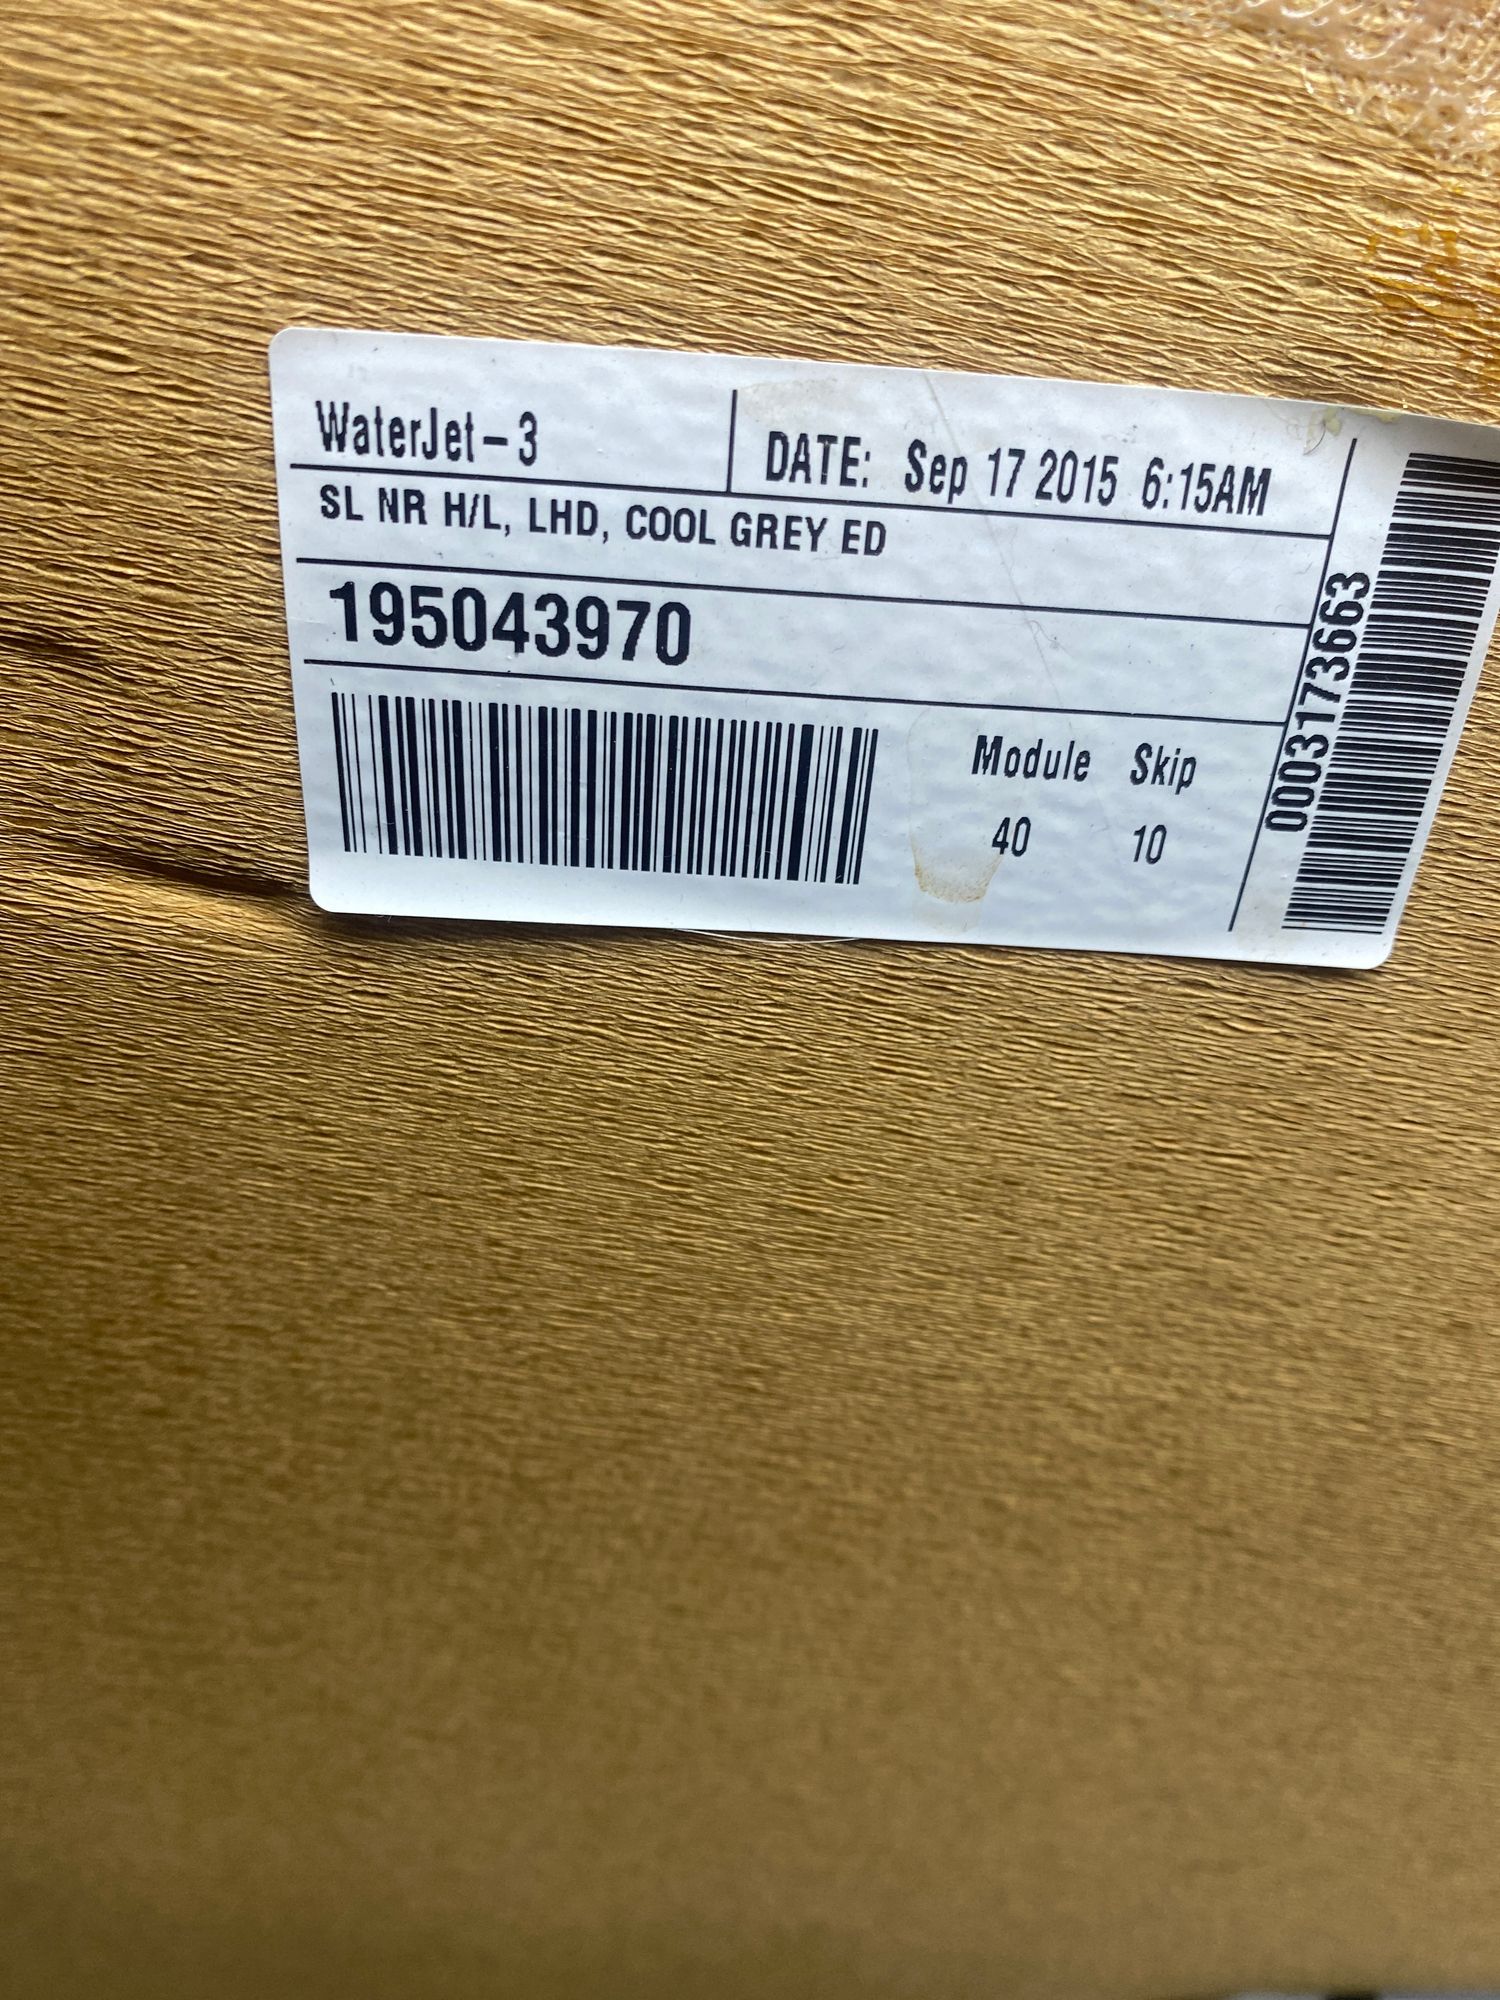 WaterJet-3
DATE: Sep 17 2015 6:15AM
SL NR H/L, LHD, COOL GREY ED
195043970
Module Skip
40 10
0003173663